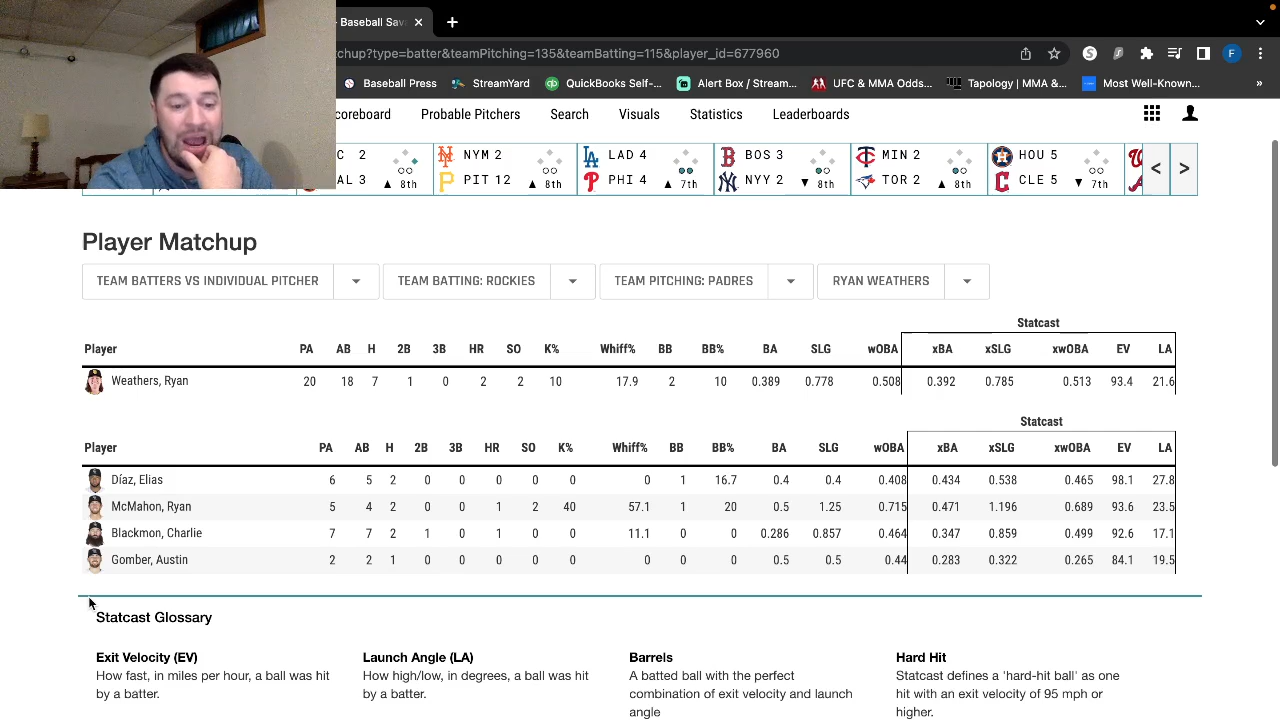 Baseball Sav
chup?type=batter&teamPitching=135&teamBatting=115&player_id=677960
Baseball Press StreamYard QuickBooks Self-... Alert Box / Stream... UFC & MMA Odds... Tapology | MMA &... Most Well-Known... »
coreboard Probable Pitchers Search Visuals Statistics Leaderboards
C 2 NYM 2 LAD 4 BOS 3 MIN 2 HOU 5
AL 3 8th PIT 12 8th PHI 4 7th NYY 2 8th TOR 2 8th CLE 5 7th
Player Matchup
TEAM BATTERS VS INDIVIDUAL PITCHER TEAM BATTING: ROCKIES TEAM PITCHING: PADRES RYAN WEATHERS
Statcast
Player PA AB H 2B 3B HR SO K% Whiff% BB BB% BA SLG wOBA xBA xSLG xwOBA EV LA
Weathers, Ryan 20 18 7 1 0 2 2 10 17.9 2 10 0.389 0.778 0.508 0.392 0.785 0.513 93.4 21.6
Statcast
Player PA AB H 2B 3B HR SO K% Whiff% BB BB% BA SLG wOBA xBA xSLG xwOBA EV LA
Díaz, Elias 6 5 2 0 0 0 0 0 0 1 16.7 0.4 0.4 0.408 0.434 0.538 0.465 98.1 27.8
McMahon, Ryan 5 4 2 0 0 1 2 40 57.1 1 20 0.5 1.25 0.715 0.471 1.196 0.689 93.6 23.5
Blackmon, Charlie 7 7 2 1 0 1 0 0 11.1 0 0 0.286 0.857 0.464 0.347 0.859 0.499 92.6 17.1
Gomber, Austin 2 2 1 0 0 0 0 0 0 0 0 0.5 0.5 0.44 0.283 0.322 0.265 84.1 19.5
Statcast Glossary
Exit Velocity (EV) Launch Angle (LA) Barrels Hard Hit
How fast, in miles per hour, a ball was hit How high/low, in degrees, a ball was hit A batted ball with the perfect Statcast defines a 'hard-hit ball' as one
by a batter. by a batter. combination of exit velocity and launch hit with an exit velocity of 95 mph or
angle higher.